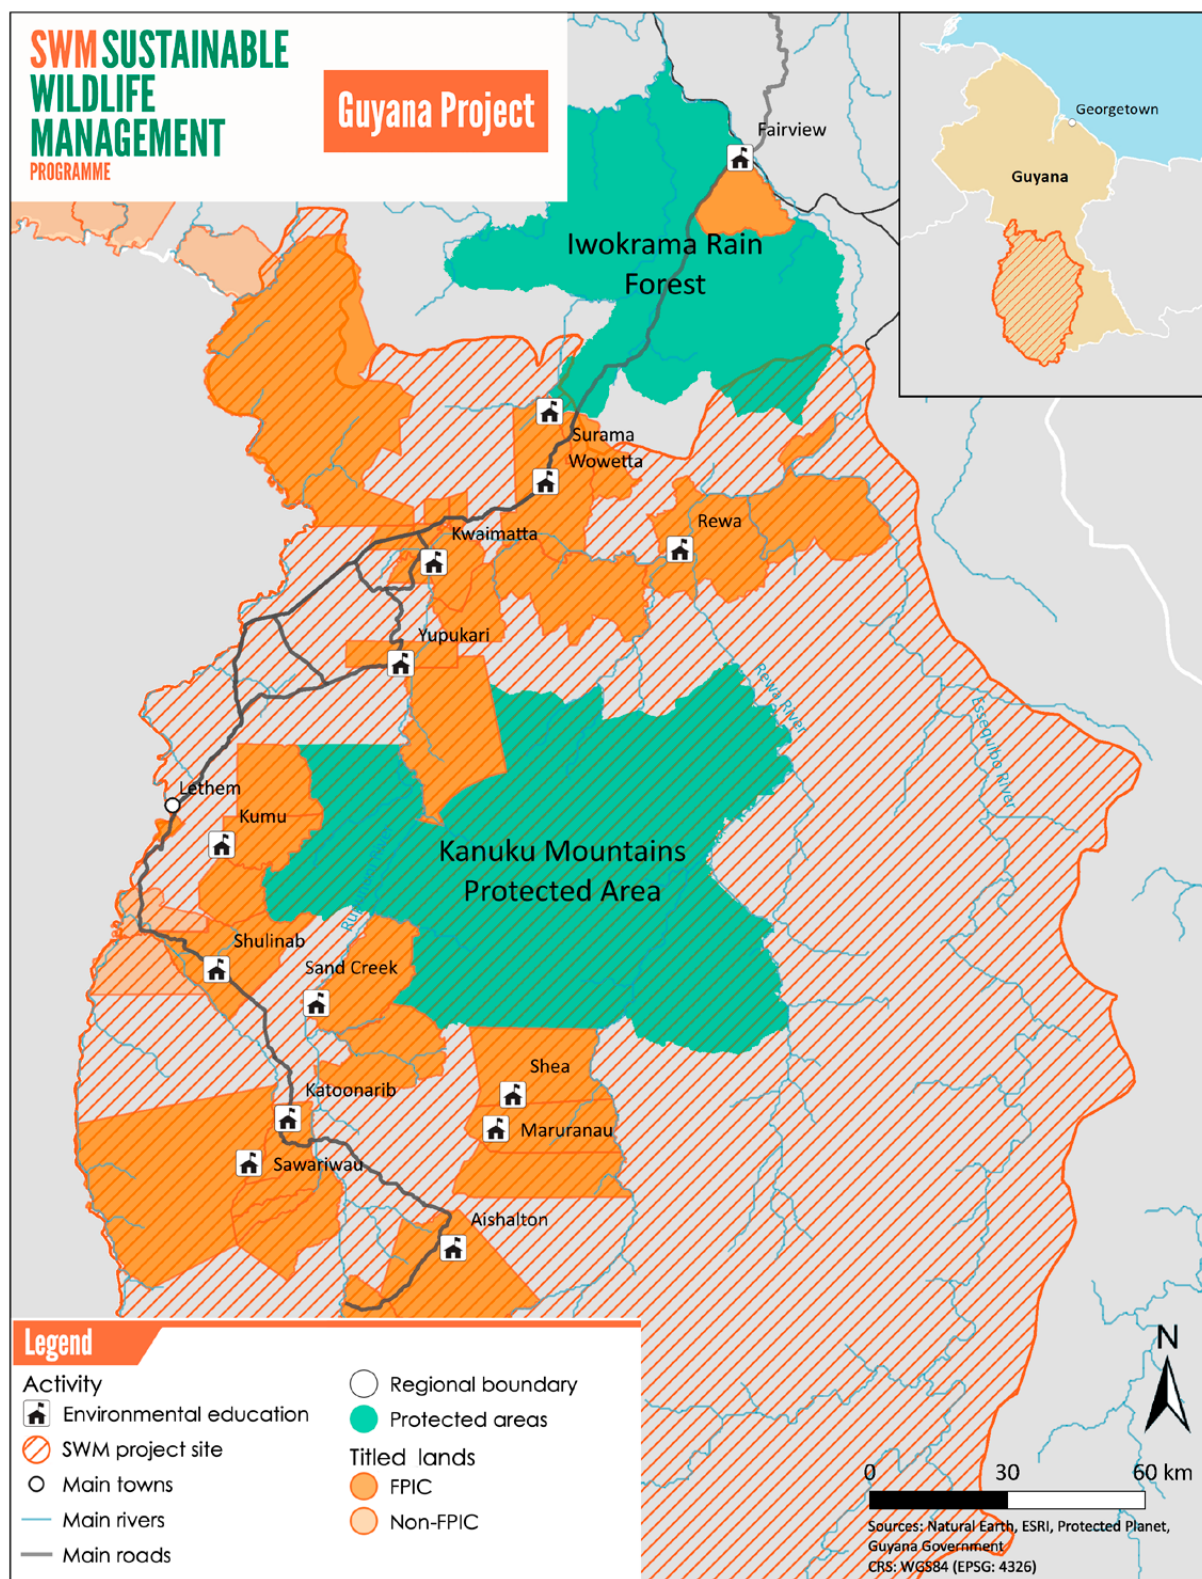 SWM SUSTAINABLE
WILDLIFE
MANAGEMENT
PROGRAMME
Guyana Project
Georgetown
Guyana
Fairview
Iwokrama Rain
Forest
Surama
Wowetta
Rewa
Kwaimatta
Yupukari
Rewa River
Essequibo River
Lethem
Kumu
Kanuku Mountains
Protected Area
Shulinab
Sand Creek
Shea
Katoonarib
Maruranau
Sawariwau
Aishalton
Legend
Activity
Environmental education
SWM project site
Main towns
Main rivers
Main roads
Regional boundary
Protected areas
Titled lands
FPIC
Non-FPIC
N
0 30 60 km
Sources: Natural Earth, ESRI, Protected Planet,
Guyana Government
CRS: WGS84 (EPSG: 4326)